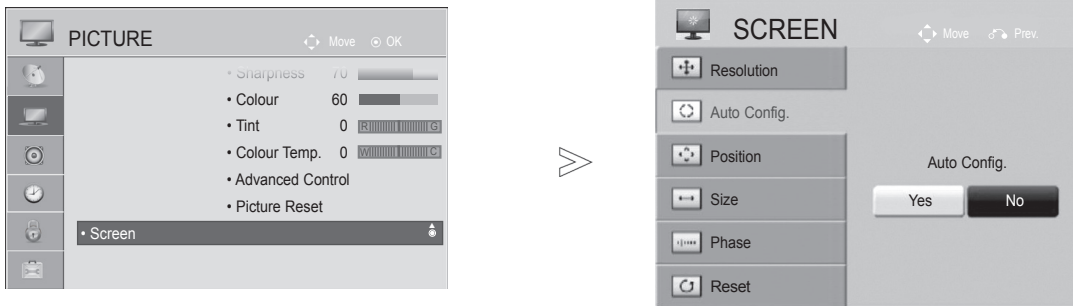 PICTURE
Move OK
• Sharpness 70
• Colour 60
• Tint 0 R G
• Colour Temp. 0 W C
• Advanced Control
• Picture Reset
• Screen
SCREEN
Move Prev.
Resolution
Auto Config.
Position
Size
Phase
Reset
Auto Config.
Yes No